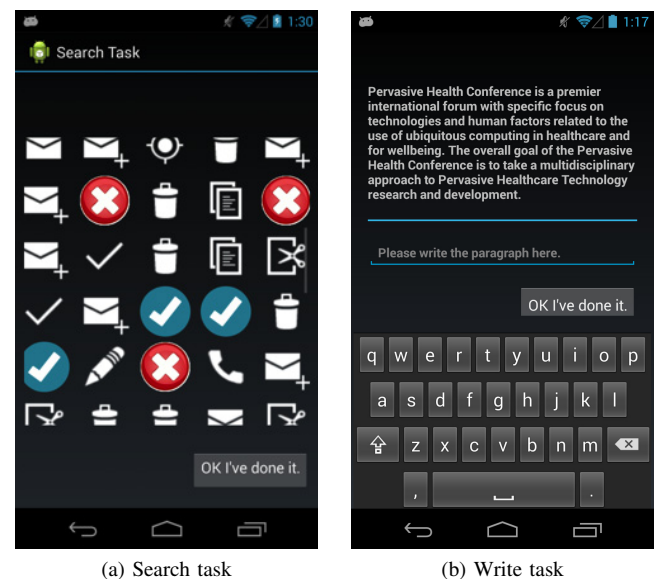 1:30
Search Task
OK I've done it.
(a) Search task
1:17
Pervasive Health Conference is a premier
international forum with specific focus on
technologies and human factors related to the
use of ubiquitous computing in healthcare and
for wellbeing. The overall goal of the Pervasive
Health Conference is to take a multidisciplinary
approach to Pervasive Healthcare Technology
research and development.
Please write the paragraph here.
OK I've done it.
q w e r t y u i o p
a s d f g h j k l
z x c v b n m
, .
(b) Write task